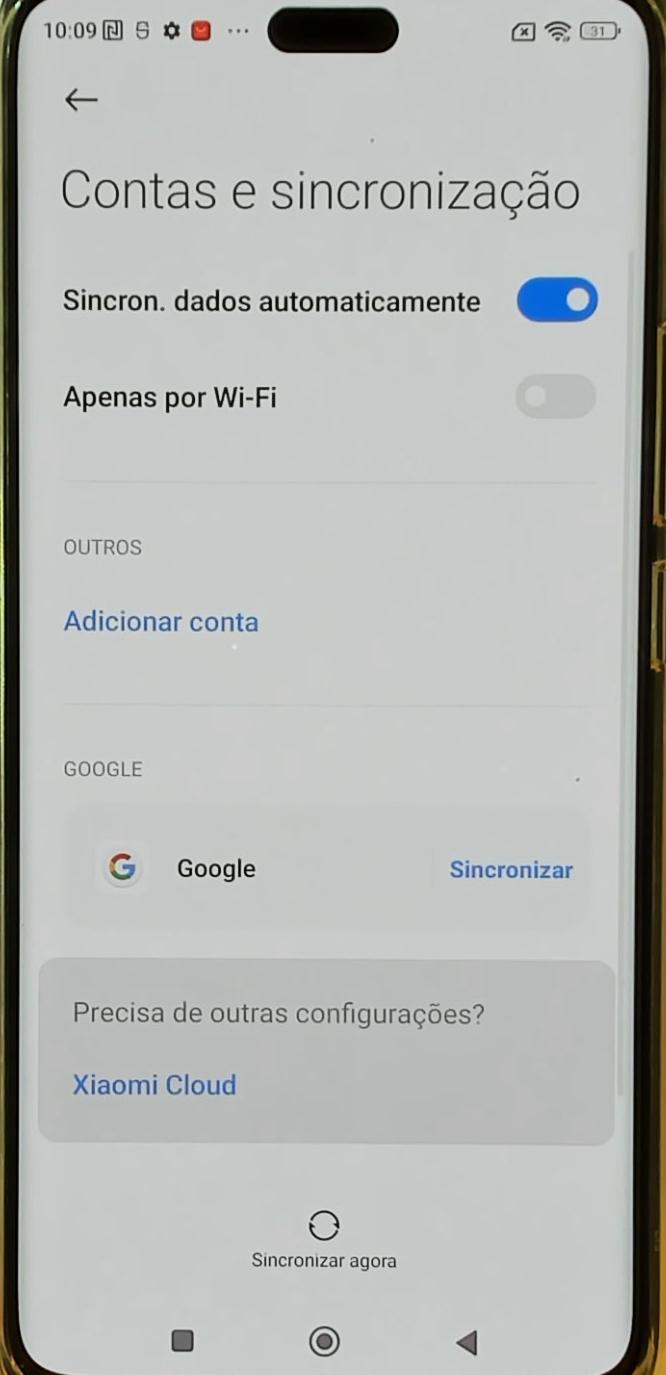 10:09
31
Contas e sincronização
Sincron. dados automaticamente
Apenas por Wi-Fi
OUTROS
Adicionar conta
GOOGLE
Google Sincronizar
Precisa de outras configurações?
Xiaomi Cloud
Sincronizar agora